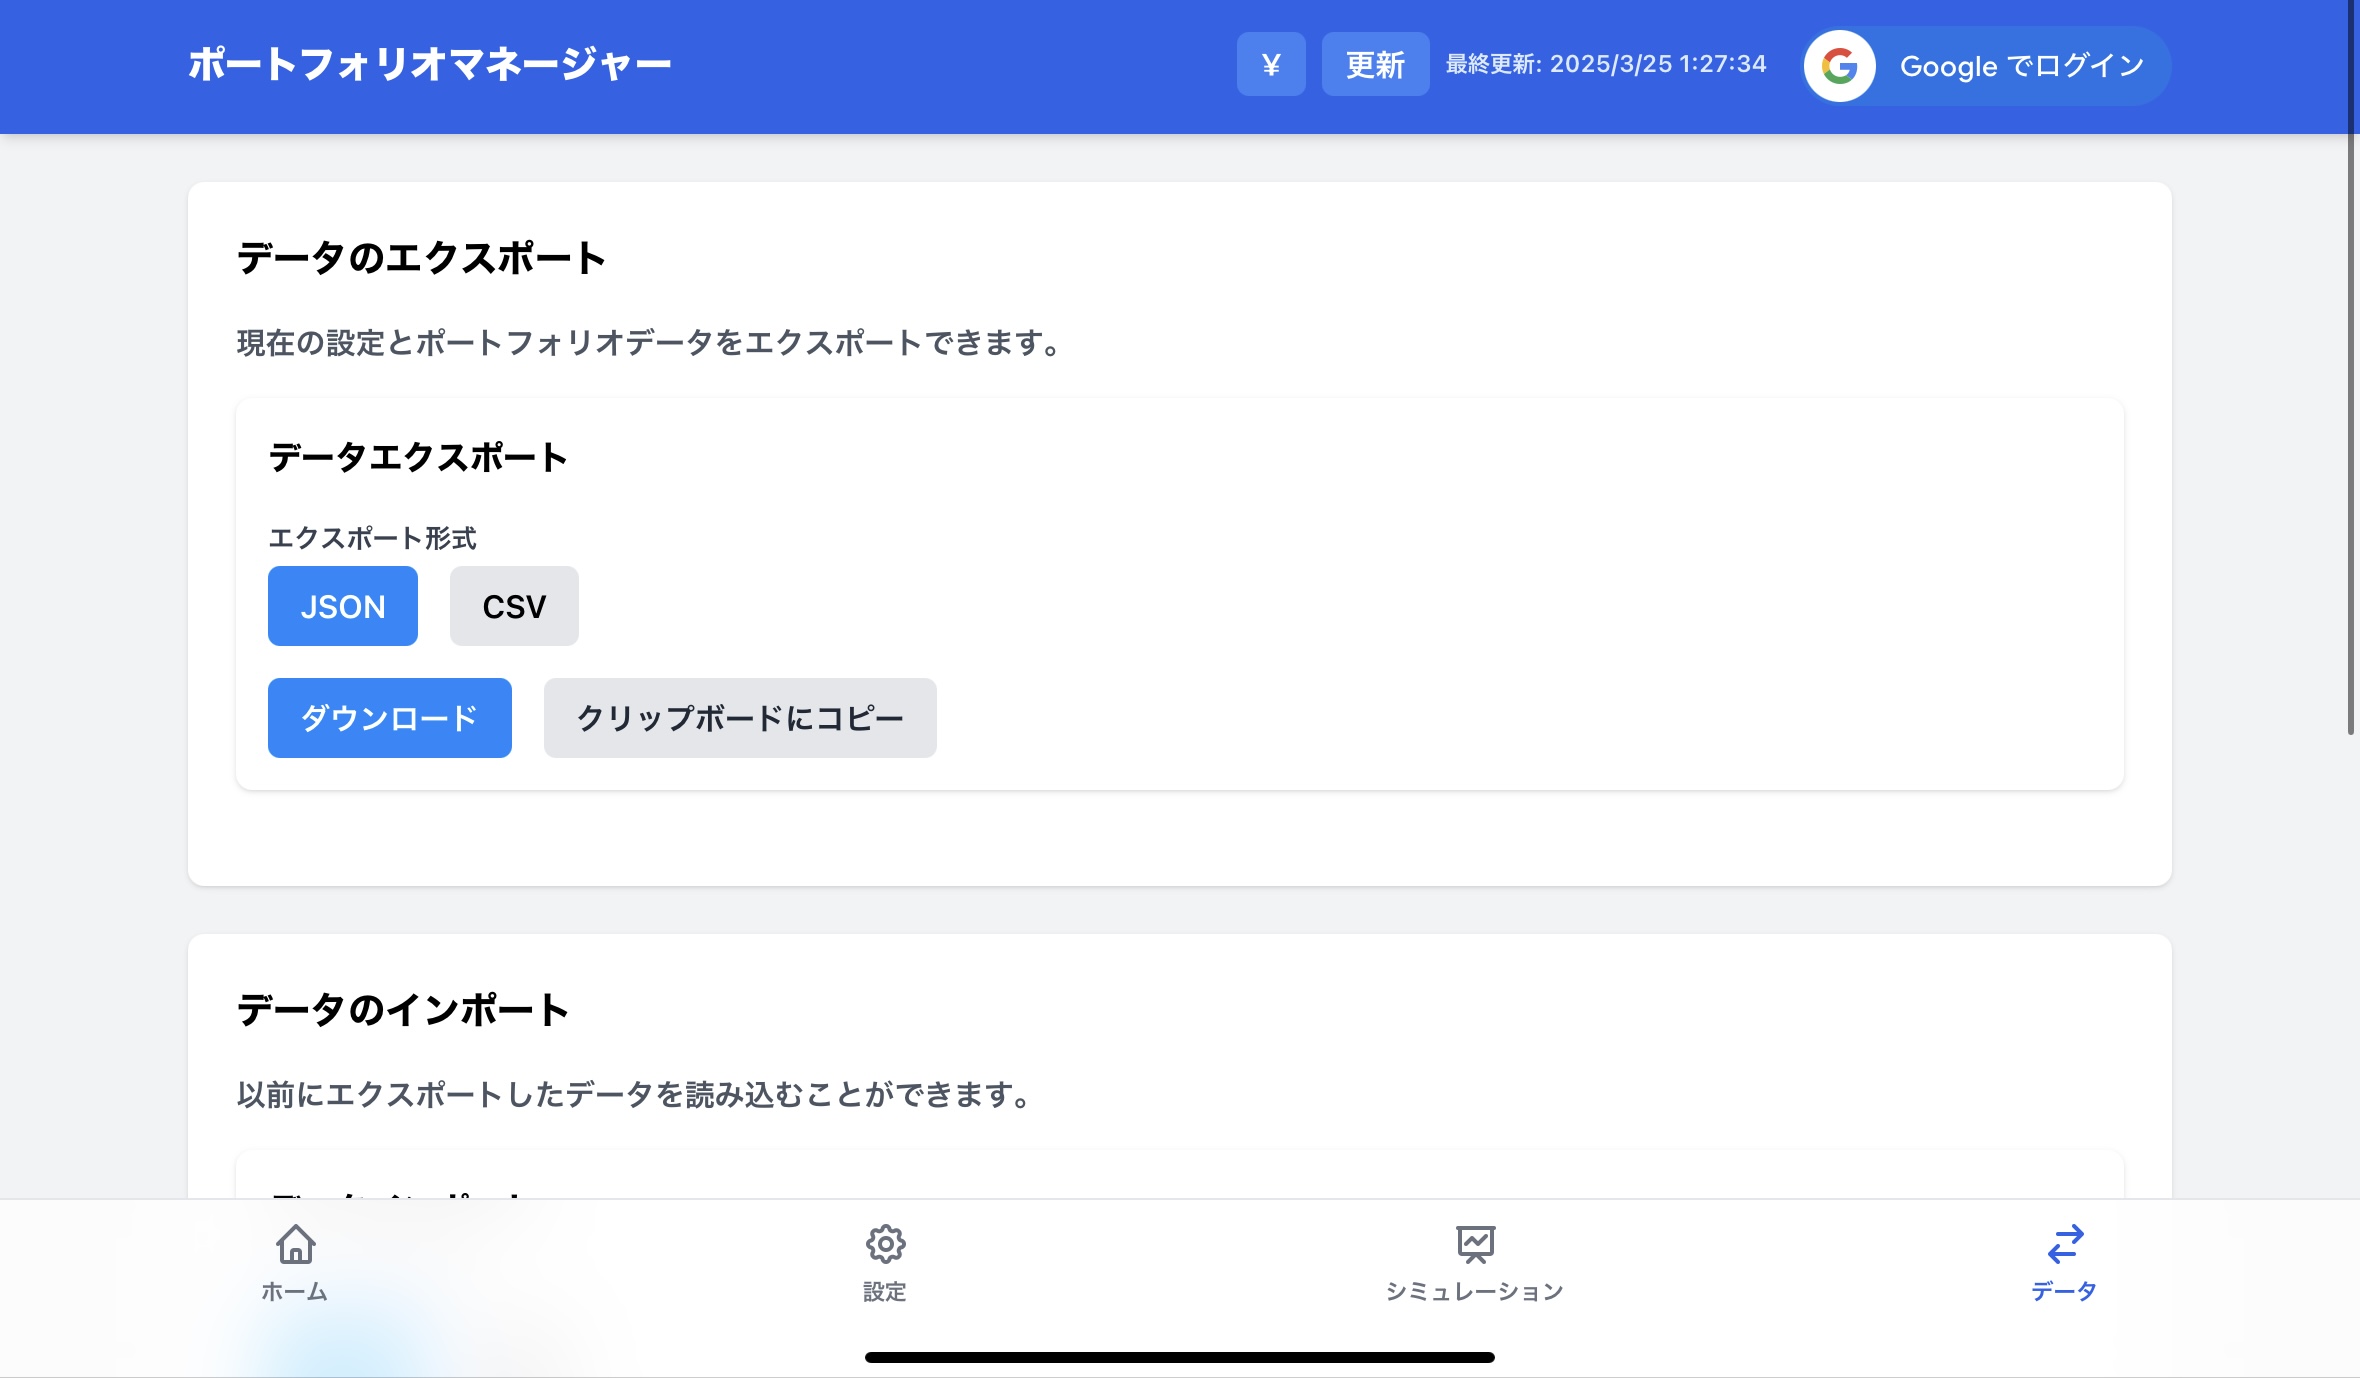 ポートフォリオマネージャー
¥
更新
最終更新: 2025/3/25 1:27:34
Google でログイン
データのエクスポート
現在の設定とポートフォリオデータをエクスポートできます。
データエクスポート
エクスポート形式
JSON
CSV
ダウンロード
クリップボードにコピー
データのインポート
以前にエクスポートしたデータを読み込むことができます。
ホーム
設定
シミュレーション
データ